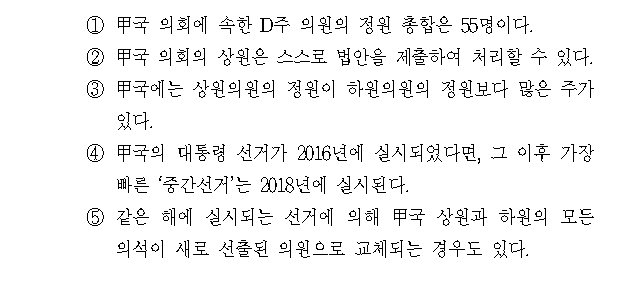 ① 甲국 의회에 속한 D주 의원의 정원 총합은 55명이다.
② 甲국 의회의 상원은 스스로 법안을 제출하여 처리할 수 있다.
③ 甲국에는 상원의원의 정원이 하원의원의 정원보다 많은 주가
있다.
④ 甲국의 대통령 선거가 2016년에 실시되었다면, 그 이후 가장
빠른 ‘중간선거’는 2018년에 실시된다.
⑤ 같은 해에 실시되는 선거에 의해 甲국 상원과 하원의 모든
의석이 새로 선출된 의원으로 교체되는 경우도 있다.